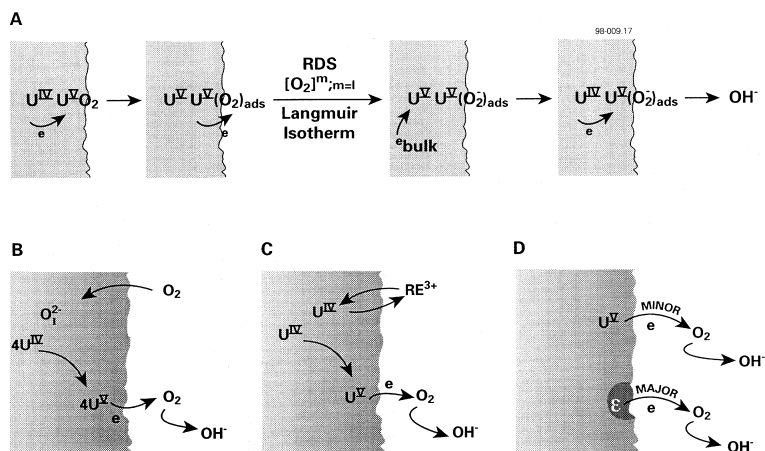 A
98-009.17
U^IV U^V O2
e
U^V U^V(O2)ads
e
RDS
[O2]^m;m=l
Langmuir
Isotherm
U^V U^V(O2^-)ads
e bulk
U^IV U^V(O2^-)ads
e
OH^-
B
O2
O_I^2-
4U^IV
4U^V
e
O2
OH^-
C
RE^3+
U^IV
U^IV
U^V
e
O2
OH^-
D
U^V
MINOR
e
O2
OH^-
ε
MAJOR
e
O2
OH^-